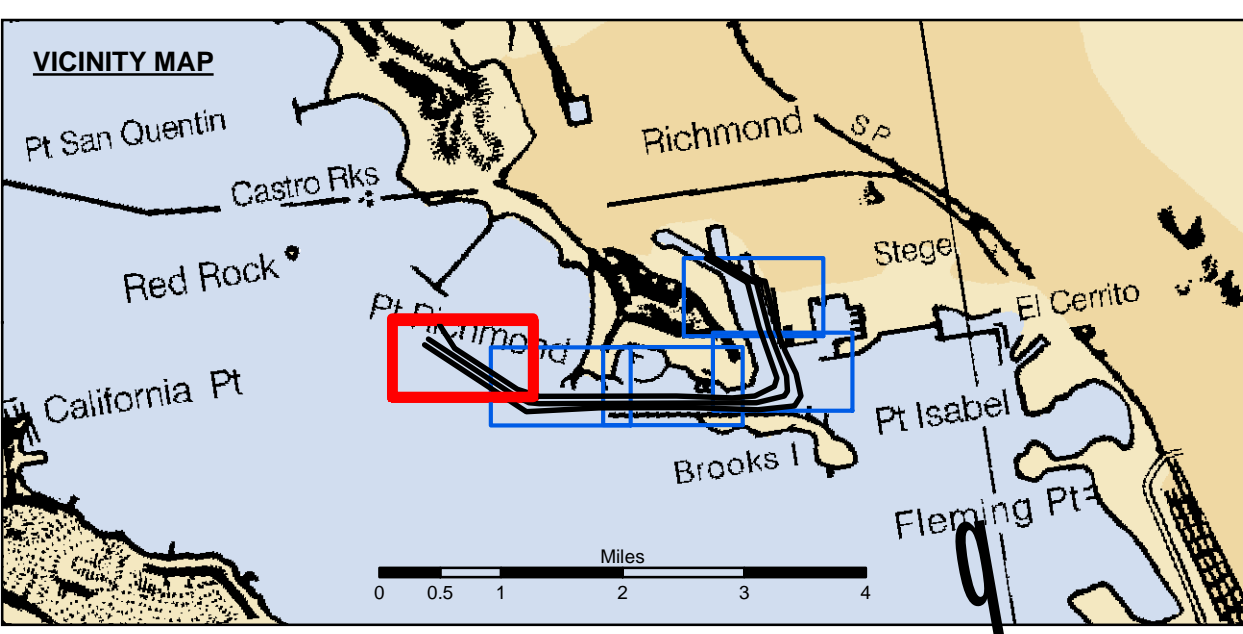 VICINITY MAP
Pt San Quentin
Richmond
S P
Castro Rks
Stege
Red Rock
El Cerrito
Pt Richmond
California Pt
Pt Isabel
Brooks I
Fleming Pt
Miles
0 0.5 1 2 3 4